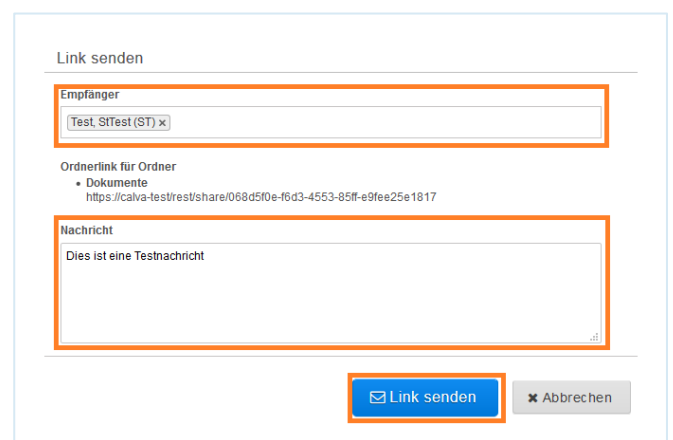 Link senden
Empfänger
Test, StTest (ST) ×
Ordnerlink für Ordner
• Dokumente
https://calva-test/rest/share/068d5f0e-f6d3-4553-85ff-e9fee25e1817
Nachricht
Dies ist eine Testnachricht
Link senden
Abbrechen